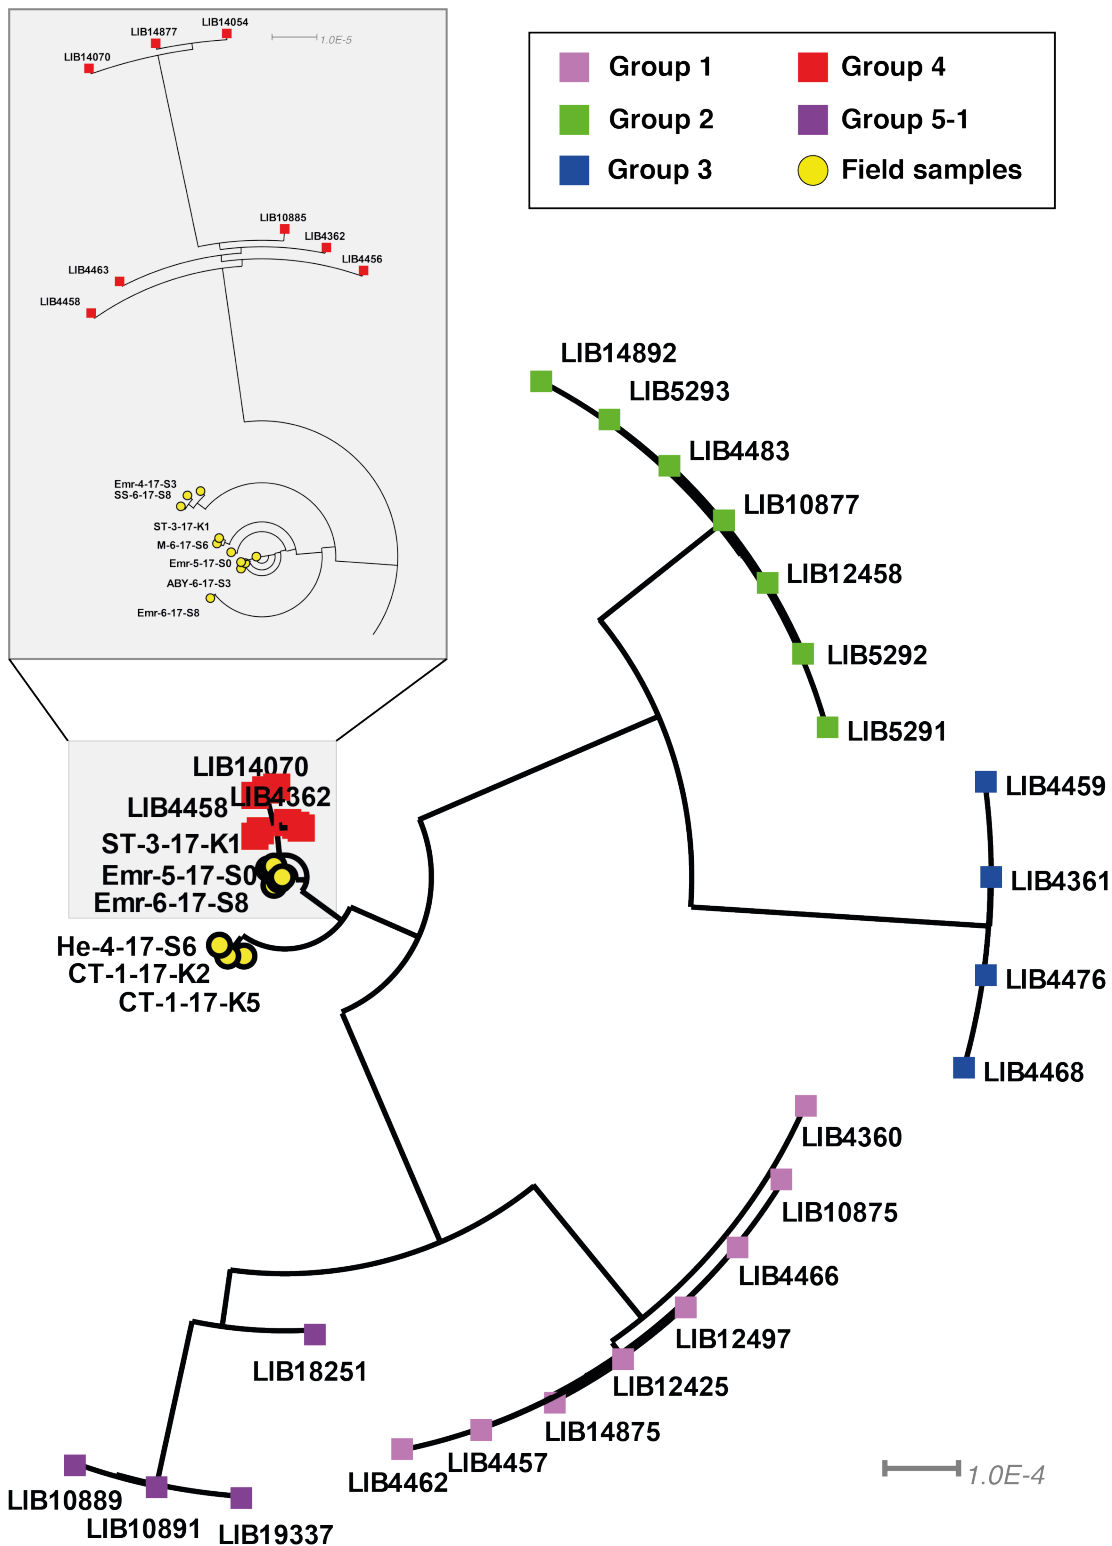 LIB14054
LIB14877
1.0E-5
LIB14070
LIB10885
LIB4362
LIB4456
LIB4463
LIB4458
Emr-4-17-S3
SS-6-17-S8
ST-3-17-K1
M-6-17-S6
Emr-5-17-S0
ABY-6-17-S3
Emr-6-17-S8
Group 1
Group 4
Group 2
Group 5-1
Group 3
Field samples
LIB14892
LIB5293
LIB4483
LIB10877
LIB12458
LIB5292
LIB5291
LIB14070
LIB4362
LIB4458
ST-3-17-K1
Emr-5-17-S0
Emr-6-17-S8
He-4-17-S6
CT-1-17-K2
CT-1-17-K5
LIB4459
LIB4361
LIB4476
LIB4468
LIB4360
LIB10875
LIB4466
LIB12497
LIB12425
LIB14875
LIB4457
LIB4462
LIB18251
LIB10889
LIB10891
LIB19337
1.0E-4